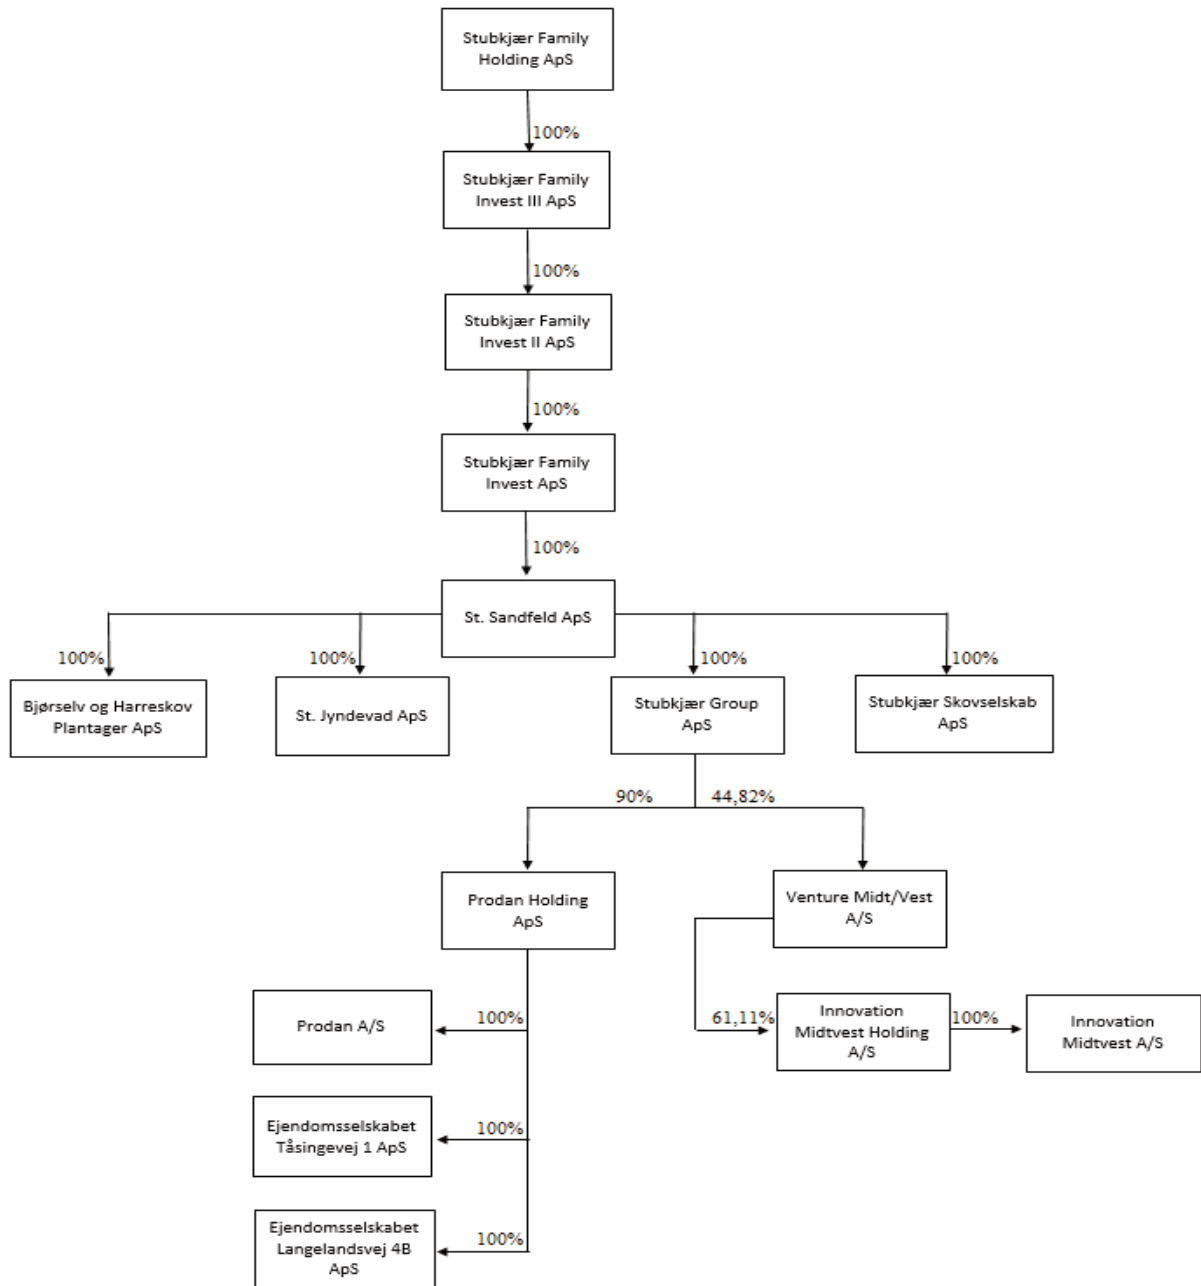 Stubkjær Family
Holding ApS
100%
Stubkjær Family
Invest III ApS
100%
Stubkjær Family
Invest II ApS
100%
Stubkjær Family
Invest ApS
100%
St. Sandfeld ApS
100%
100%
100%
100%
Bjørselv og Harreskov
Plantager ApS
St. Jyndevad ApS
Stubkjær Group
ApS
Stubkjær Skovselskab
ApS
90%
44,82%
Prodan Holding
ApS
Venture Midt/Vest
A/S
Prodan A/S
100%
61,11%
Innovation
Midtvest Holding
A/S
100%
Innovation
Midtvest A/S
Ejendomsselskabet
Tåsingevej 1 ApS
100%
Ejendomsselskabet
Langelandsvej 4B
ApS
100%